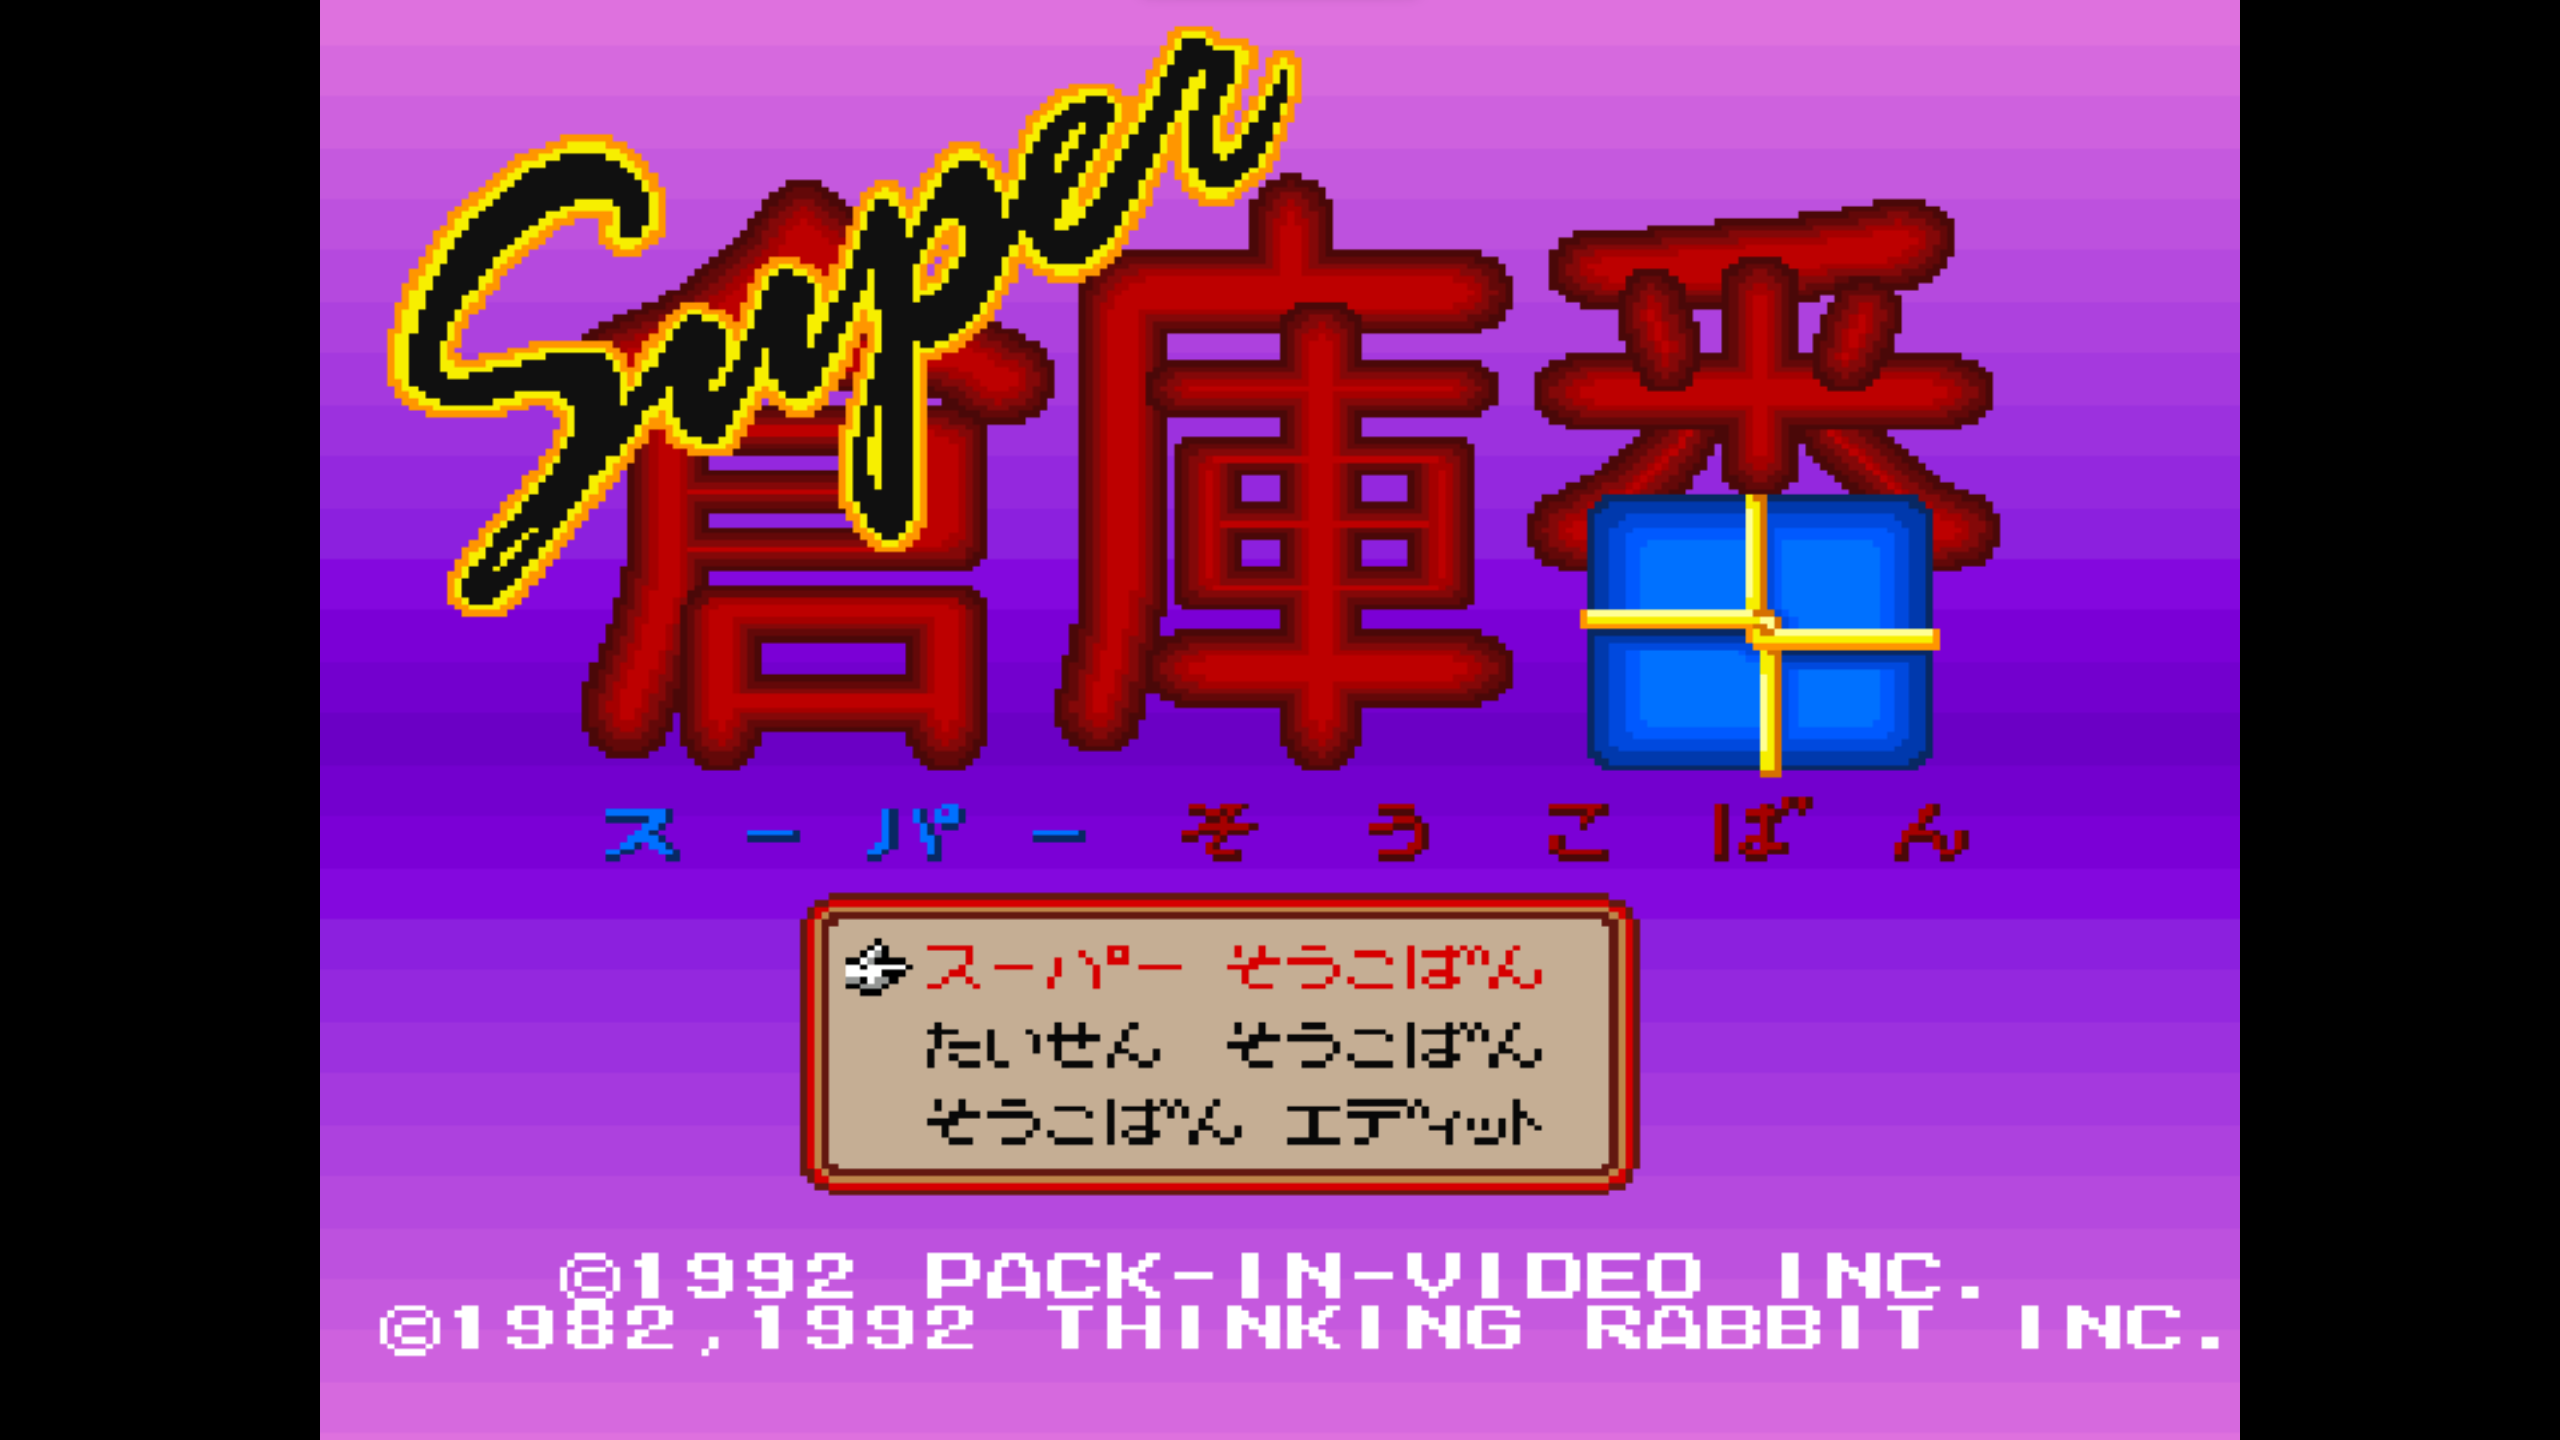 Super
倉庫番
スーパーそうこばん
スーパー そうこばん
たいせん そうこばん
そうこばん エディット
©1992 PACK-IN-VIDEO INC.
©1982,1992 THINKING RABBIT INC.